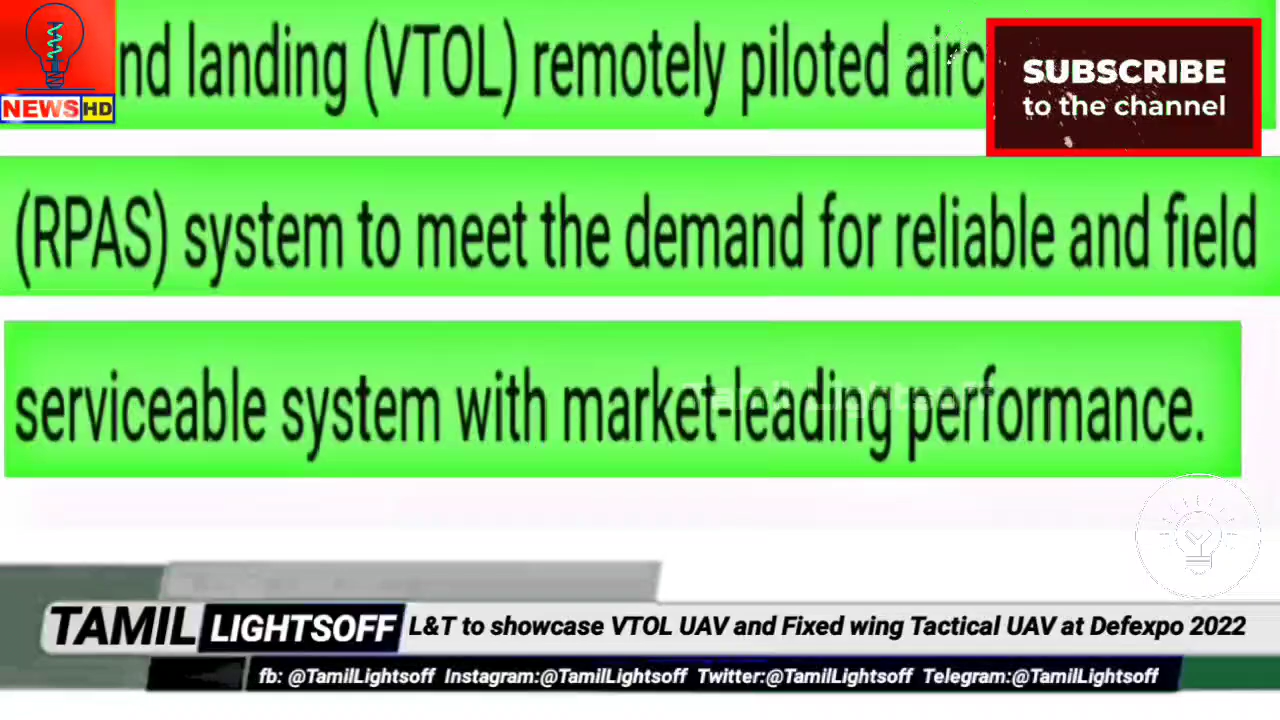 nd landing (VTOL) remotely piloted airc
(RPAS) system to meet the demand for reliable and field
serviceable system with market-leading performance.
NEWS HD
SUBSCRIBE
to the channel
Tamil Lightsoff
TAMIL LIGHTSOFF
L&T to showcase VTOL UAV and Fixed wing Tactical UAV at Defexpo 2022
fb: @TamilLightsoff Instagram:@TamilLightsoff Twitter:@TamilLightsoff Telegram:@TamilLightsoff